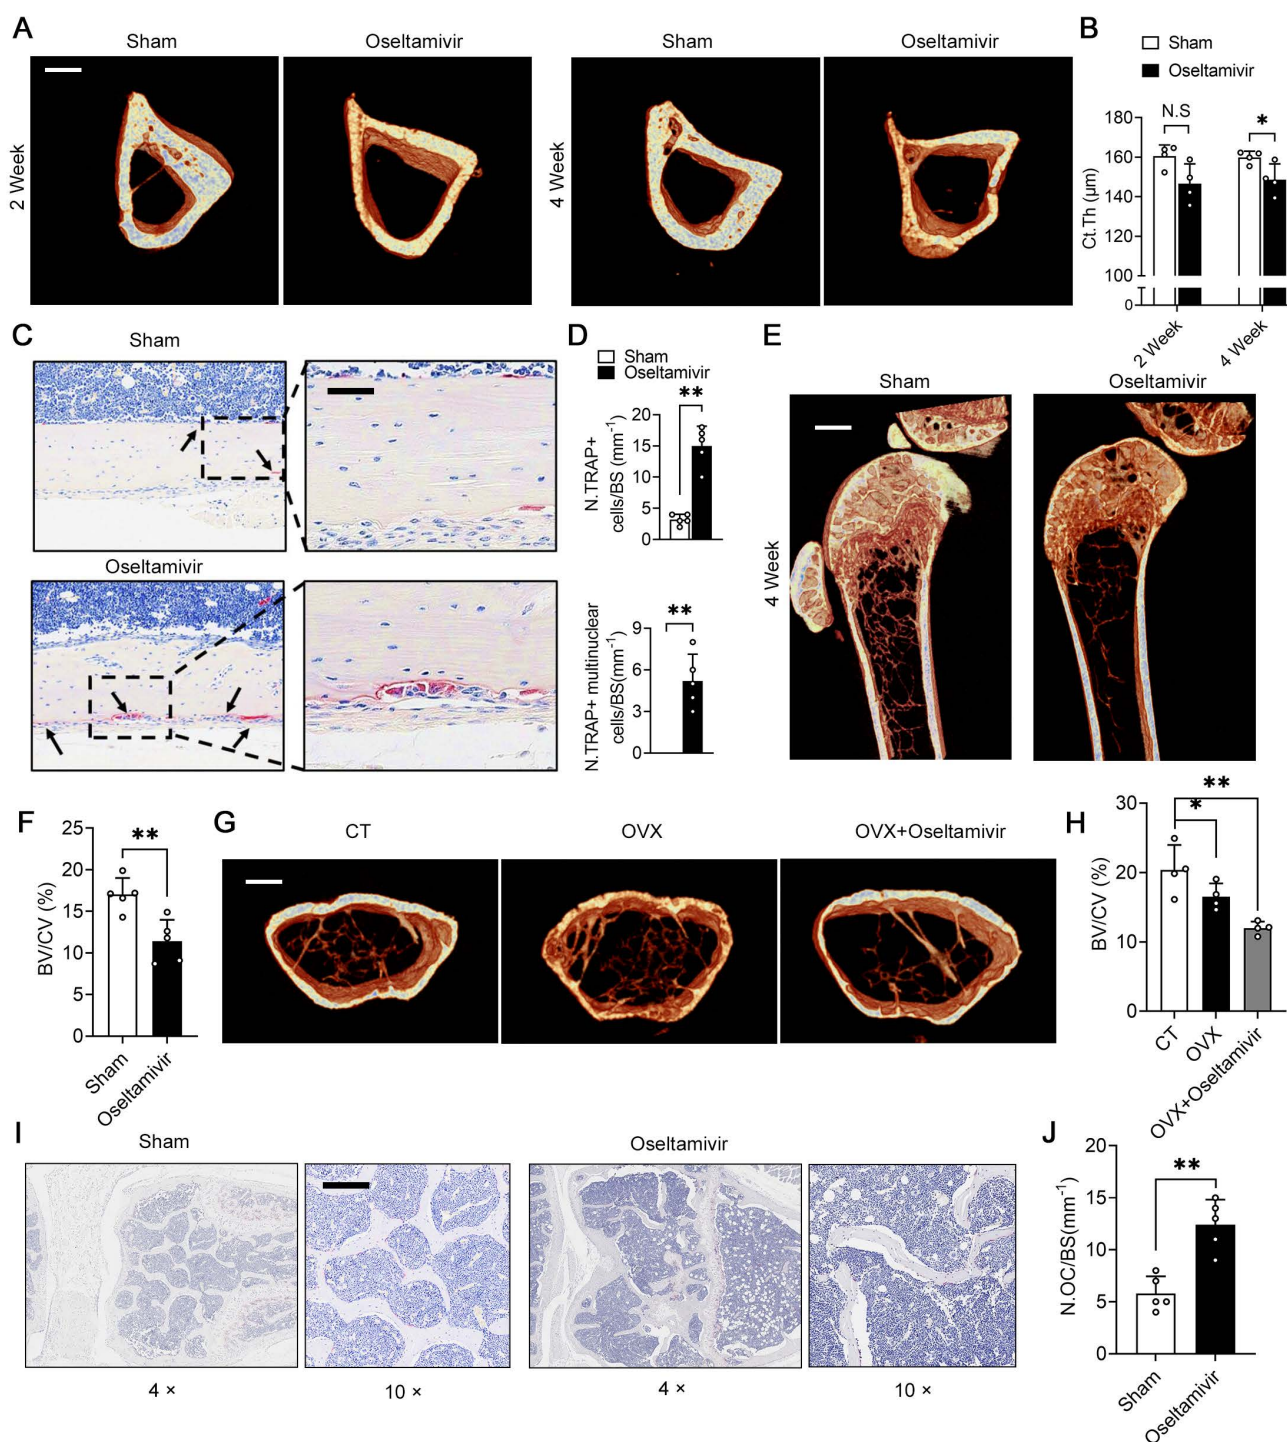 A
Sham
Oseltamivir
Sham
Oseltamivir
2 Week
4 Week
B
Sham
Oseltamivir
N.S
*
Ct.Th (μm)
180
160
140
120
100
0
2 Week
4 Week
C
Sham
Oseltamivir
D
Sham
Oseltamivir
**
N.TRAP+
cells/BS (mm⁻¹)
20
15
10
5
0
**
N.TRAP+ multinuclear
cells/BS(mm⁻¹)
9
6
3
0
E
Sham
Oseltamivir
4 Week
F
**
BV/CV (%)
25
20
15
10
5
0
Sham
Oseltamivir
G
CT
OVX
OVX+Oseltamivir
H
**
*
BV/CV (%)
30
20
10
0
CT
OVX
OVX+Oseltamivir
I
Sham
Oseltamivir
4 ×
10 ×
4 ×
10 ×
J
**
N.OC/BS(mm⁻¹)
20
15
10
5
0
Sham
Oseltamivir